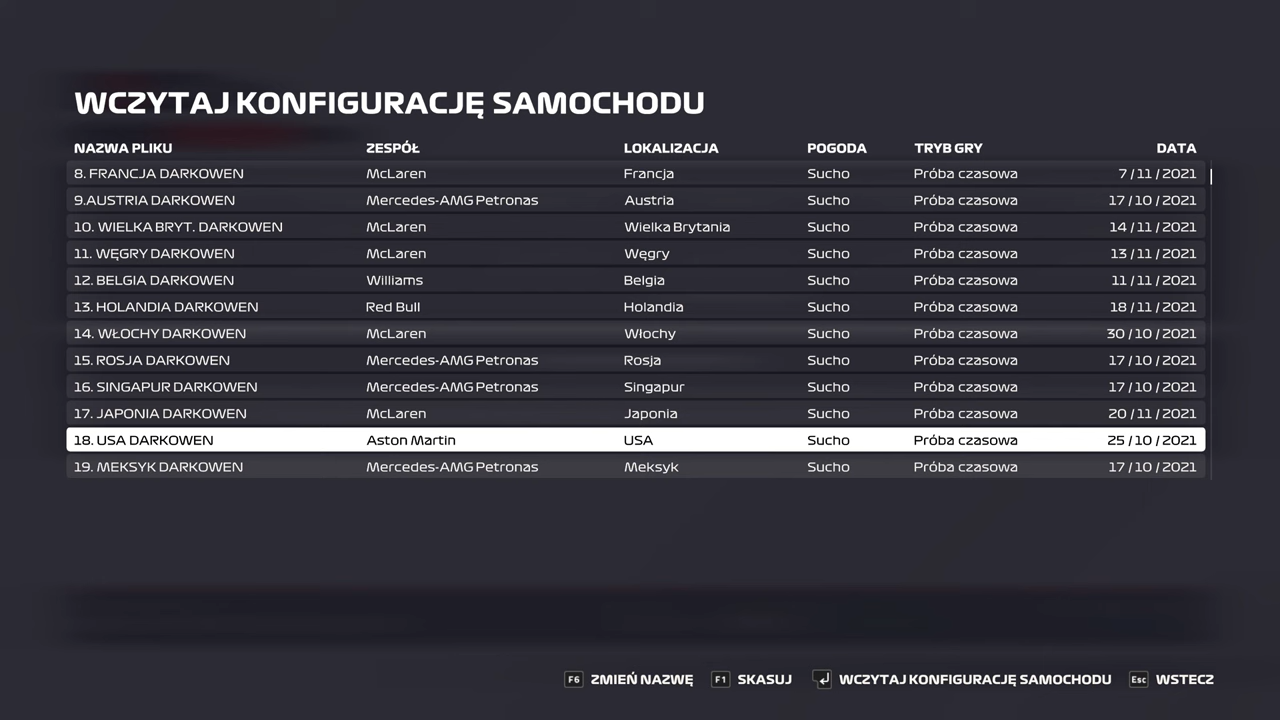 WCZYTAJ KONFIGURACJĘ SAMOCHODU
NAZWA PLIKU ZESPÓŁ LOKALIZACJA POGODA TRYB GRY DATA
8. FRANCJA DARKOWEN McLaren Francja Sucho Próba czasowa 7 / 11 / 2021
9.AUSTRIA DARKOWEN Mercedes-AMG Petronas Austria Sucho Próba czasowa 17 / 10 / 2021
10. WIELKA BRYT. DARKOWEN McLaren Wielka Brytania Sucho Próba czasowa 14 / 11 / 2021
11. WĘGRY DARKOWEN McLaren Węgry Sucho Próba czasowa 13 / 11 / 2021
12. BELGIA DARKOWEN Williams Belgia Sucho Próba czasowa 11 / 11 / 2021
13. HOLANDIA DARKOWEN Red Bull Holandia Sucho Próba czasowa 18 / 11 / 2021
14. WŁOCHY DARKOWEN McLaren Włochy Sucho Próba czasowa 30 / 10 / 2021
15. ROSJA DARKOWEN Mercedes-AMG Petronas Rosja Sucho Próba czasowa 17 / 10 / 2021
16. SINGAPUR DARKOWEN Mercedes-AMG Petronas Singapur Sucho Próba czasowa 17 / 10 / 2021
17. JAPONIA DARKOWEN McLaren Japonia Sucho Próba czasowa 20 / 11 / 2021
18. USA DARKOWEN Aston Martin USA Sucho Próba czasowa 25 / 10 / 2021
19. MEKSYK DARKOWEN Mercedes-AMG Petronas Meksyk Sucho Próba czasowa 17 / 10 / 2021
F6 ZMIEŃ NAZWĘ F1 SKASUJ WCZYTAJ KONFIGURACJĘ SAMOCHODU Esc WSTECZ